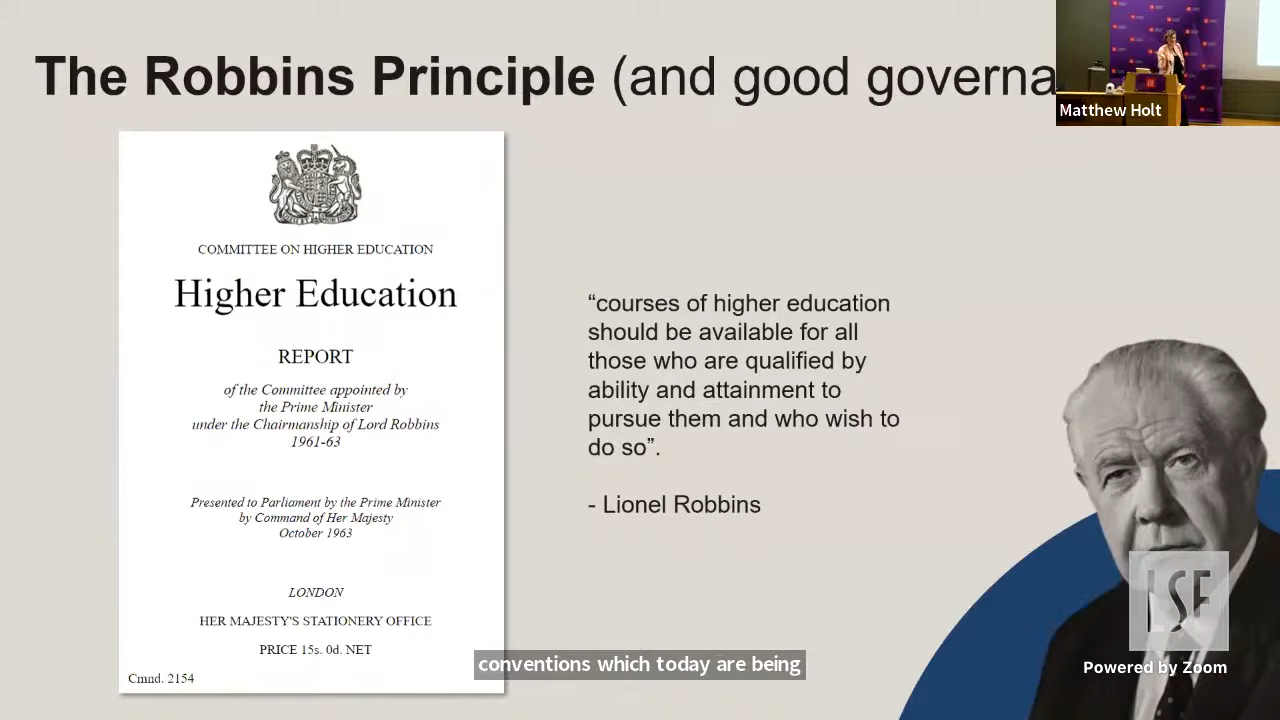 The Robbins Principle (and good governa
Matthew Holt
COMMITTEE ON HIGHER EDUCATION
Higher Education
REPORT
of the Committee appointed by
the Prime Minister
under the Chairmanship of Lord Robbins
1961-63
Presented to Parliament by the Prime Minister
by Command of Her Majesty
October 1963
LONDON
HER MAJESTY'S STATIONERY OFFICE
PRICE 15s. 0d. NET
Cmnd. 2154
“courses of higher education
should be available for all
those who are qualified by
ability and attainment to
pursue them and who wish to
do so”.
- Lionel Robbins
conventions which today are being
LSE
Powered by Zoom